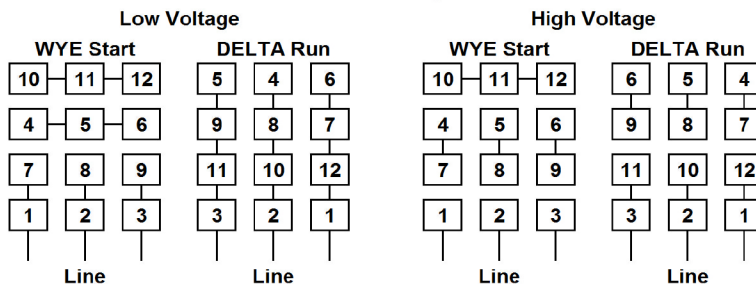 Low Voltage High Voltage
WYE Start DELTA Run WYE Start DELTA Run
10 11 12 5 4 6 10 11 12 6 5 4
4 5 6 9 8 7 4 5 6 9 8 7
7 8 9 11 10 12 7 8 9 11 10 12
1 2 3 3 2 1 1 2 3 3 2 1
Line Line Line Line